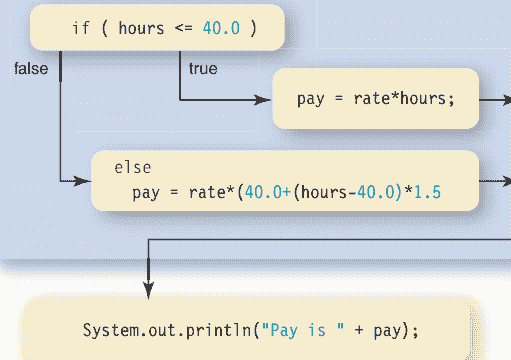 if ( hours <= 40.0 )
false
true
pay = rate*hours;
else
pay = rate*(40.0+(hours-40.0)*1.5
System.out.println("Pay is " + pay);